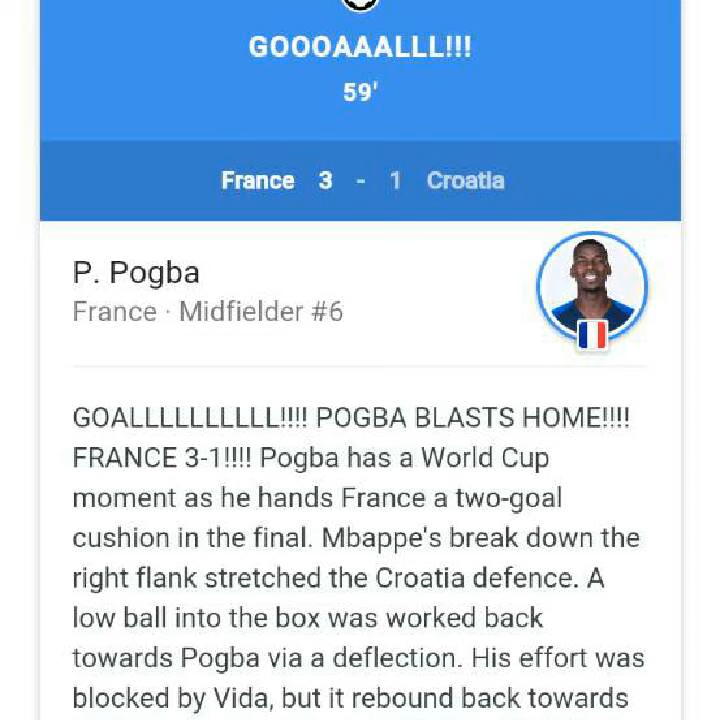 GOOOAAALLL!!!
59'
France 3 - 1 Croatia
P. Pogba
France · Midfielder #6
GOALLLLLLLLLL!!!! POGBA BLASTS HOME!!!!
FRANCE 3-1!!!! Pogba has a World Cup
moment as he hands France a two-goal
cushion in the final. Mbappe's break down the
right flank stretched the Croatia defence. A
low ball into the box was worked back
towards Pogba via a deflection. His effort was
blocked by Vida, but it rebound back towards